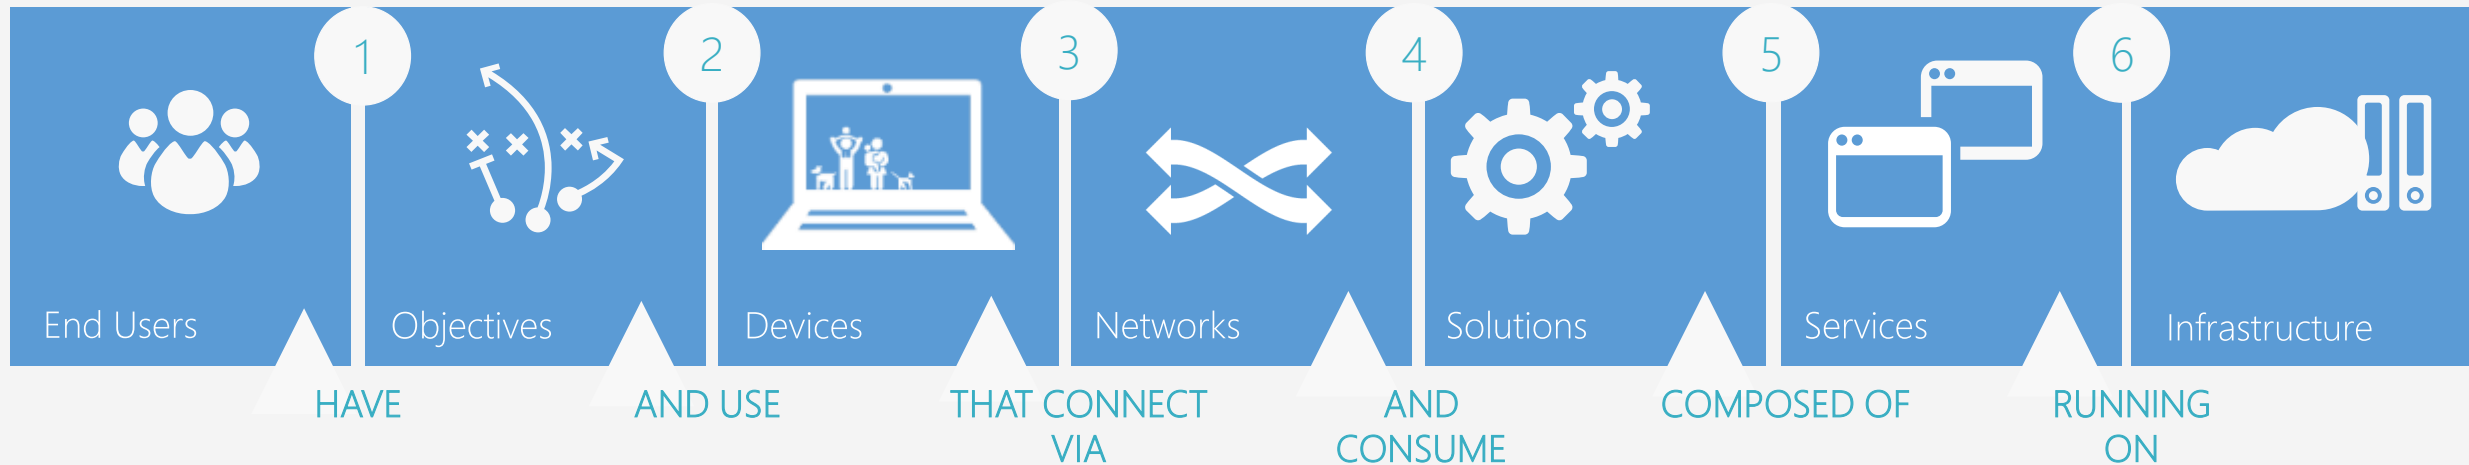 1
2
3
4
5
6
End Users
Objectives
Devices
Networks
Solutions
Services
Infrastructure
HAVE
AND USE
THAT CONNECT
VIA
AND
CONSUME
COMPOSED OF
RUNNING
ON